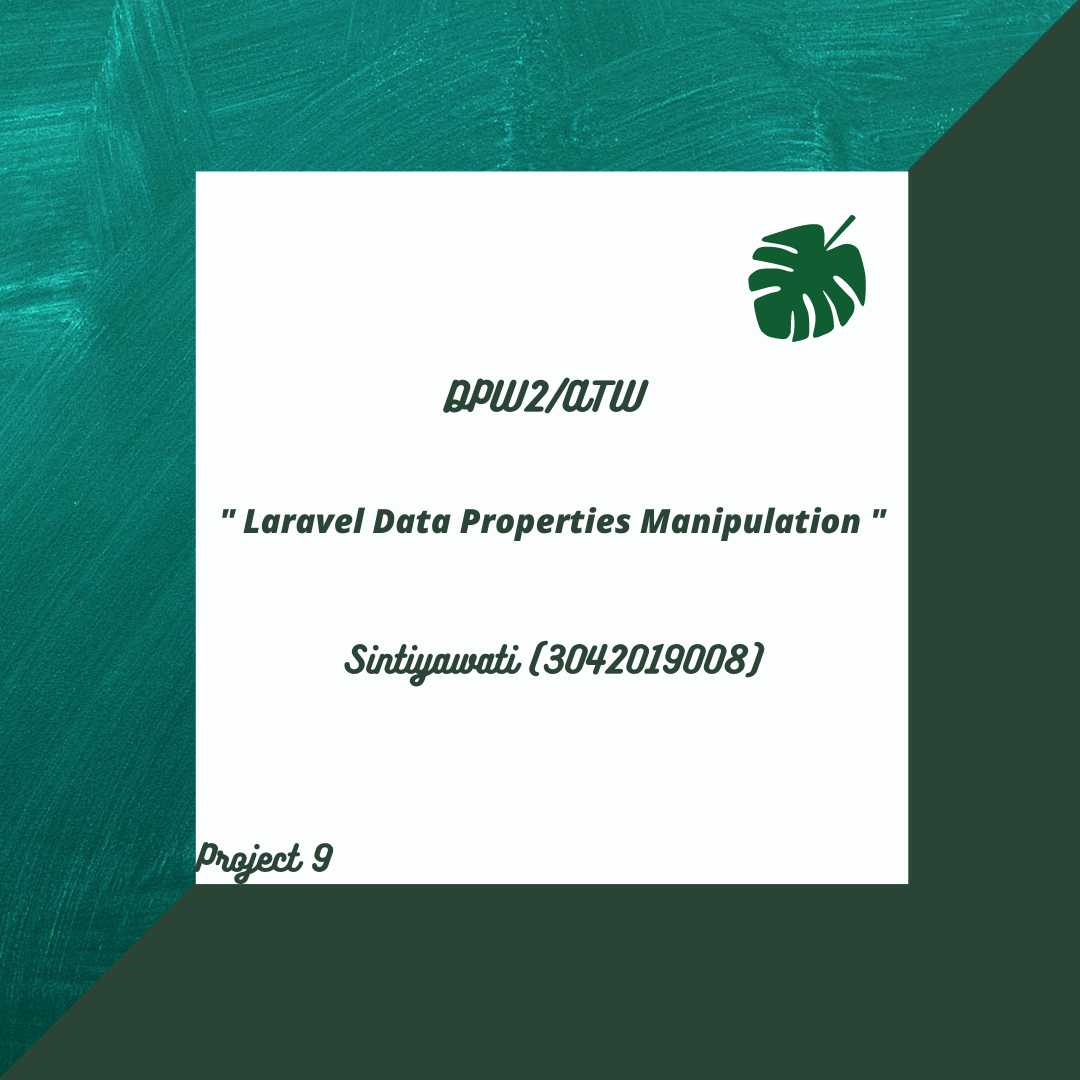 DPW2/ATW
" Laravel Data Properties Manipulation "
Sintiyawati (3042019008)
Project 9